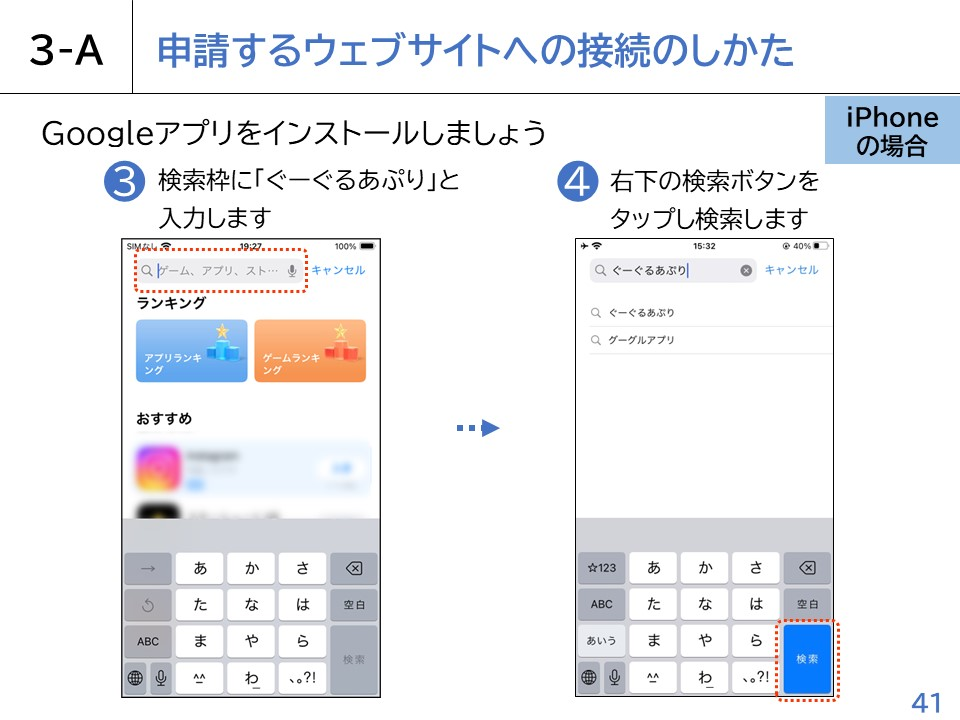 3-A
申請するウェブサイトへの接続のしかた
iPhone
の場合
Googleアプリをインストールしましょう
3 検索枠に「ぐーぐるあぷり」と
入力します
4 右下の検索ボタンを
タップし検索します
SIMなし 19:27 100%
ゲーム、アプリ、スト… キャンセル
ランキング
アプリランキ
ング
ゲームランキ
ング
おすすめ
→ あ か さ
た な は 空白
ABC ま や ら
検索
^^ わ 、。?!
15:32 40%
ぐーぐるあぷり キャンセル
ぐーぐるあぷり
グーグルアプリ
☆123 あ か さ
ABC た な は 空白
あいう ま や ら
検索
^^ わ 、。?!
41